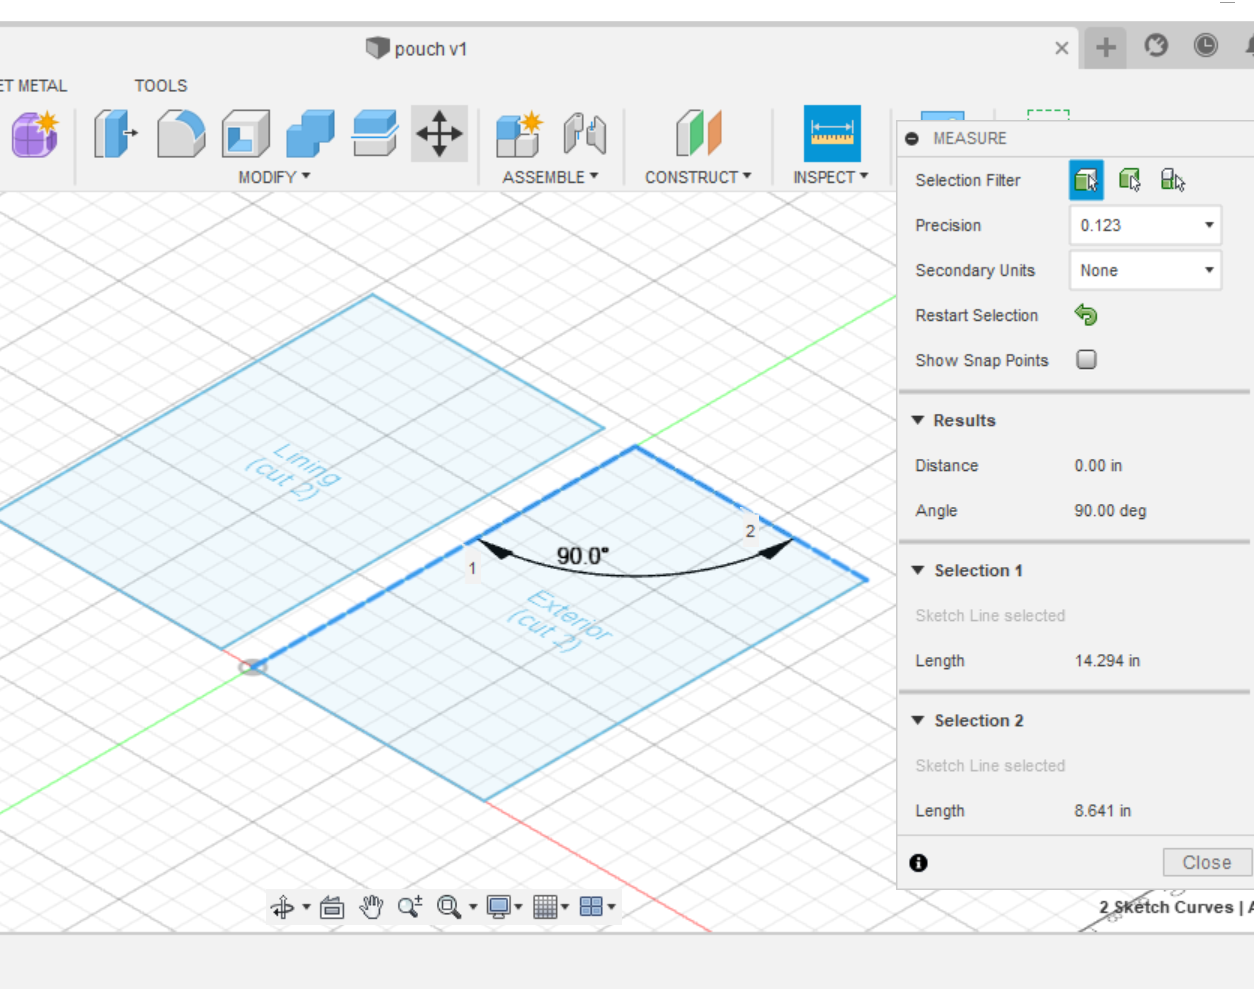 pouch v1
ET METAL
TOOLS
MODIFY
ASSEMBLE
CONSTRUCT
INSPECT
MEASURE
Selection Filter
Precision
0.123
Secondary Units
None
Restart Selection
Show Snap Points
Results
Distance
0.00 in
Angle
90.00 deg
Selection 1
Sketch Line selected
Length
14.294 in
Selection 2
Sketch Line selected
Length
8.641 in
Close
Lining
(cut 2)
2
90.0°
1
Exterior
(cut 2)
2 Sketch Curves | A